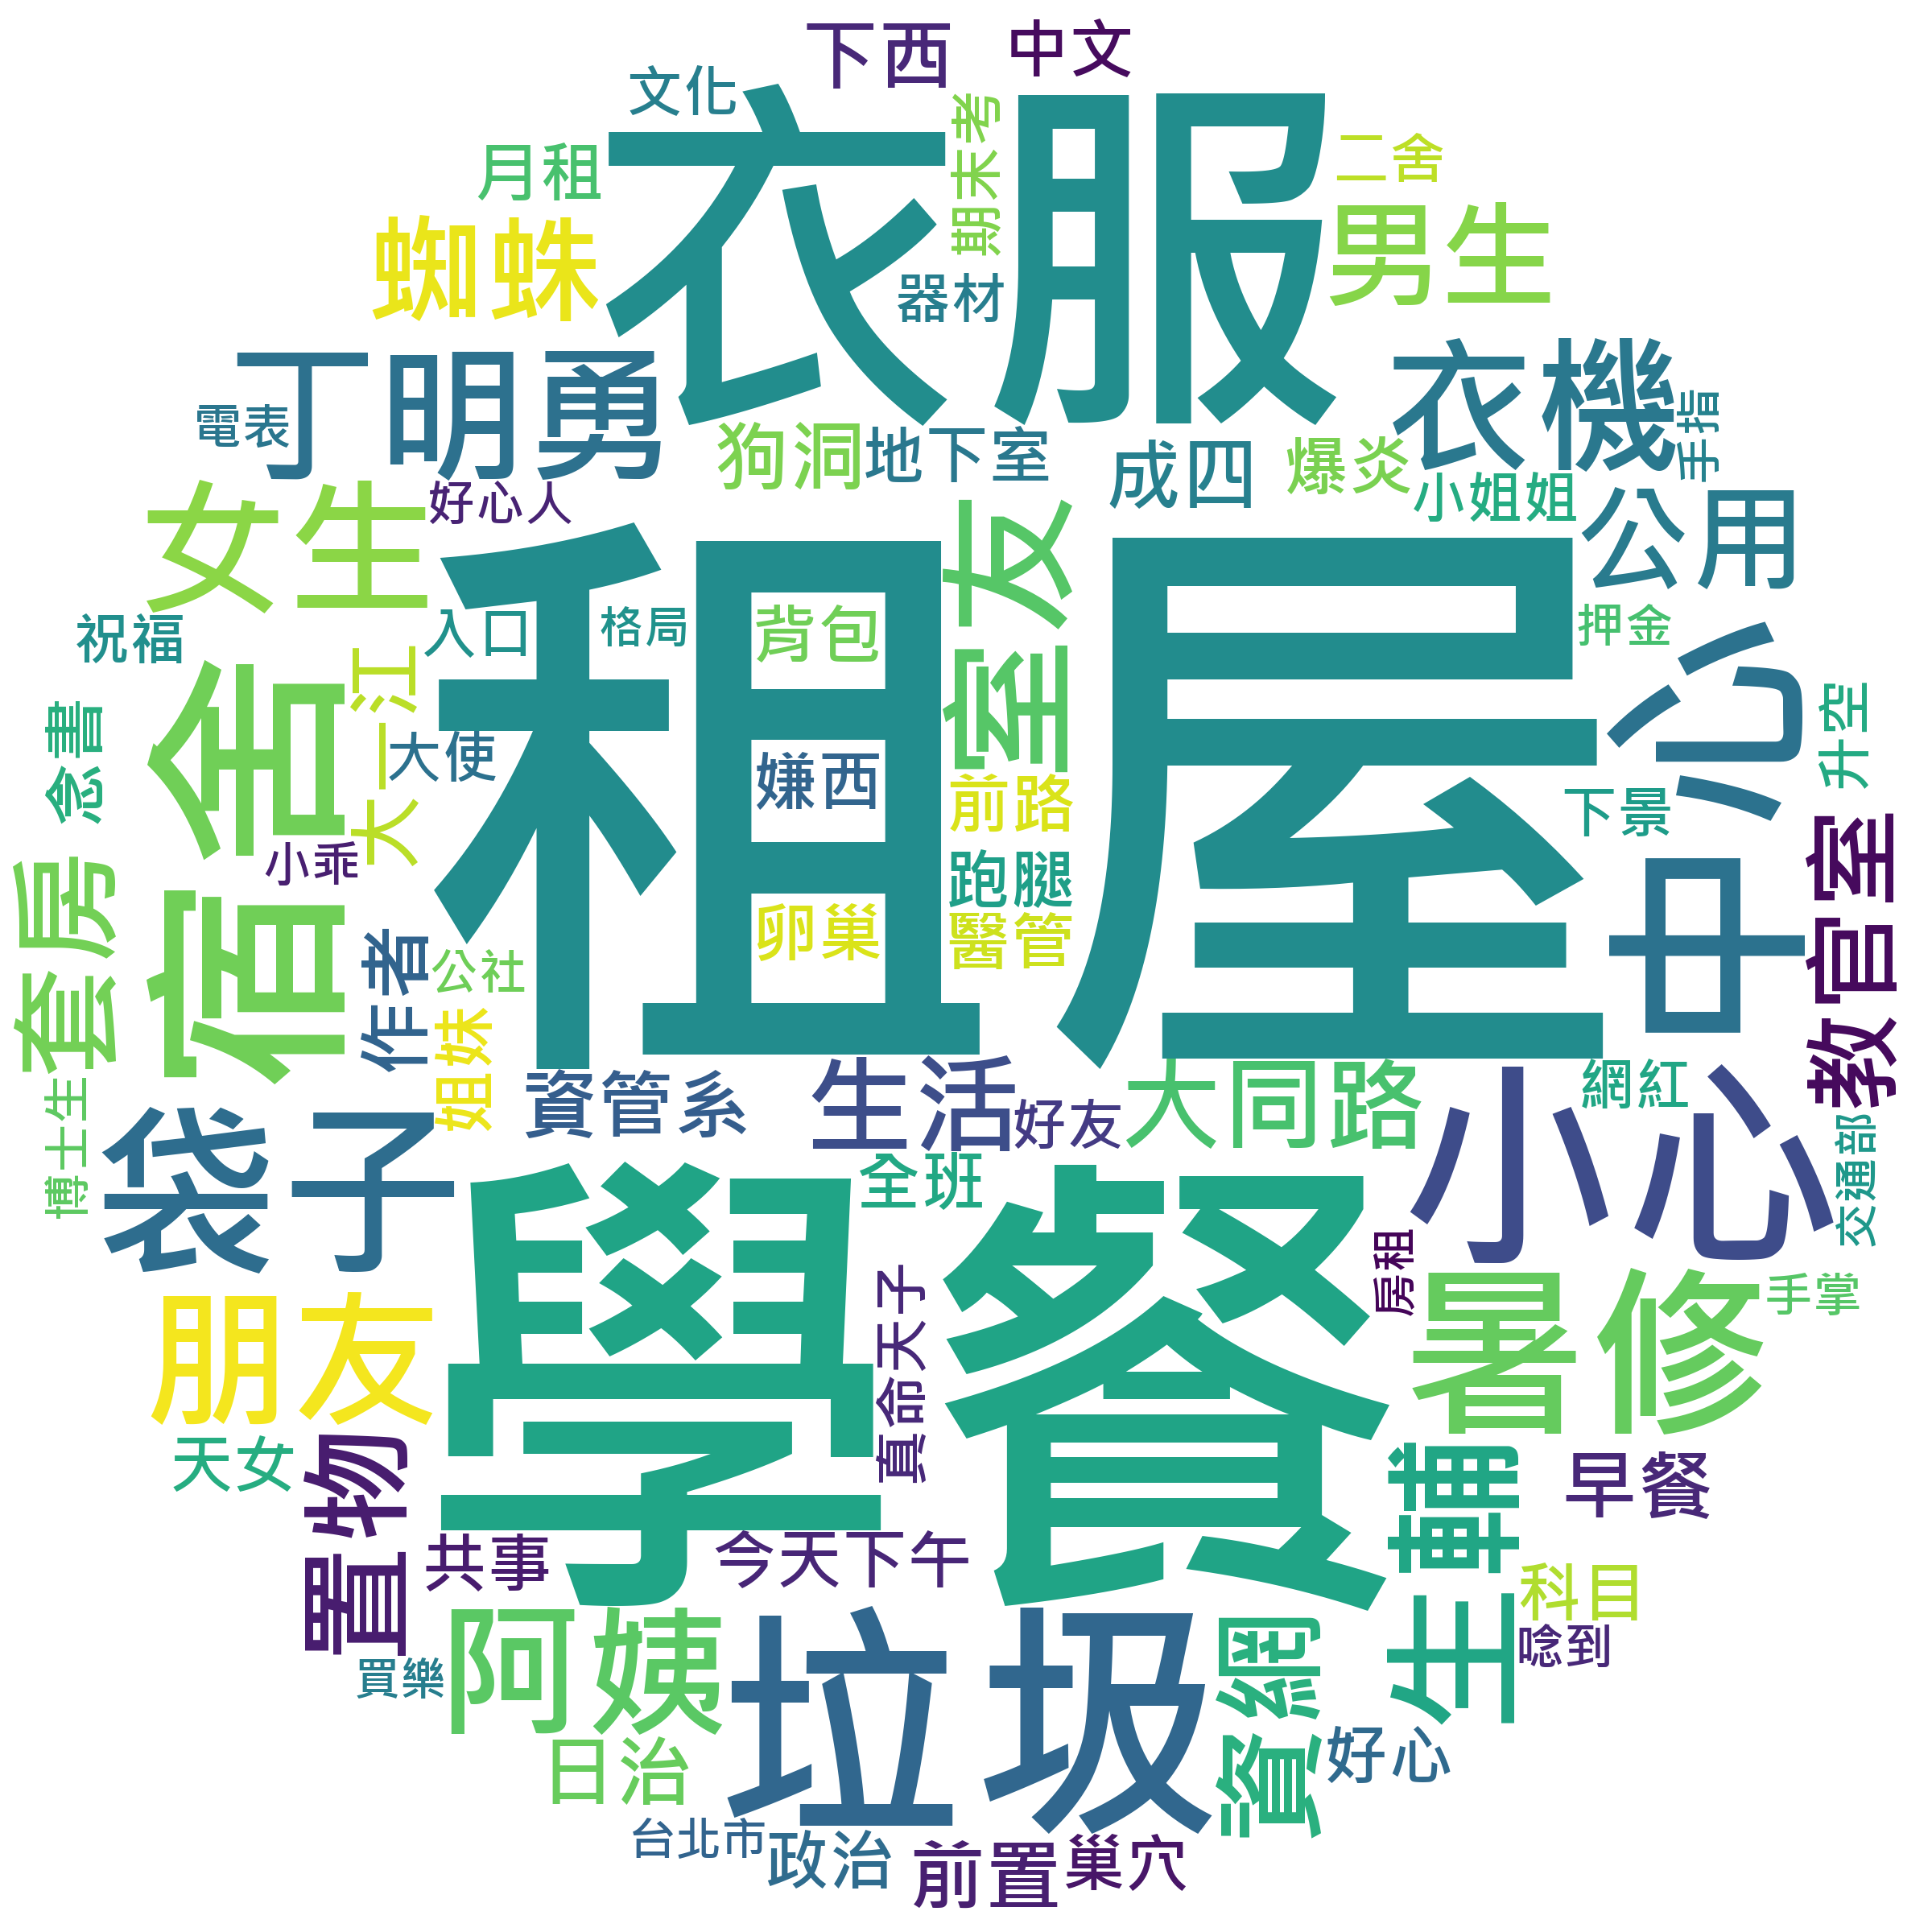 下西
中文
文化
衣服
期末考
二舍
月租
蜘蛛
男生
器材
丁明勇
衣機
電表
手指
狗洞
地下室
成四
爆炎
小姐姐
女生
好心人
公用
租屋
室友
祝福
入口
格局
背包
押金
中心
宿舍
大一江
大使
嫌西
急書
升空
前路
下景
小乖
跑腿
教官室
套房
卵巢
醫管
作者
公社
姐妹
資管系
生活
好友
大同路
網紅
小心
博士生
交通部
袋子
全班
學餐
房租
真命天子
暑修
手掌
朋友
天女
置物
生輔
早餐
共事
今天下午
科目
唸到
阿姨
垃圾
資網
買樂
日治
好心
台北市
政治
前置
巢穴